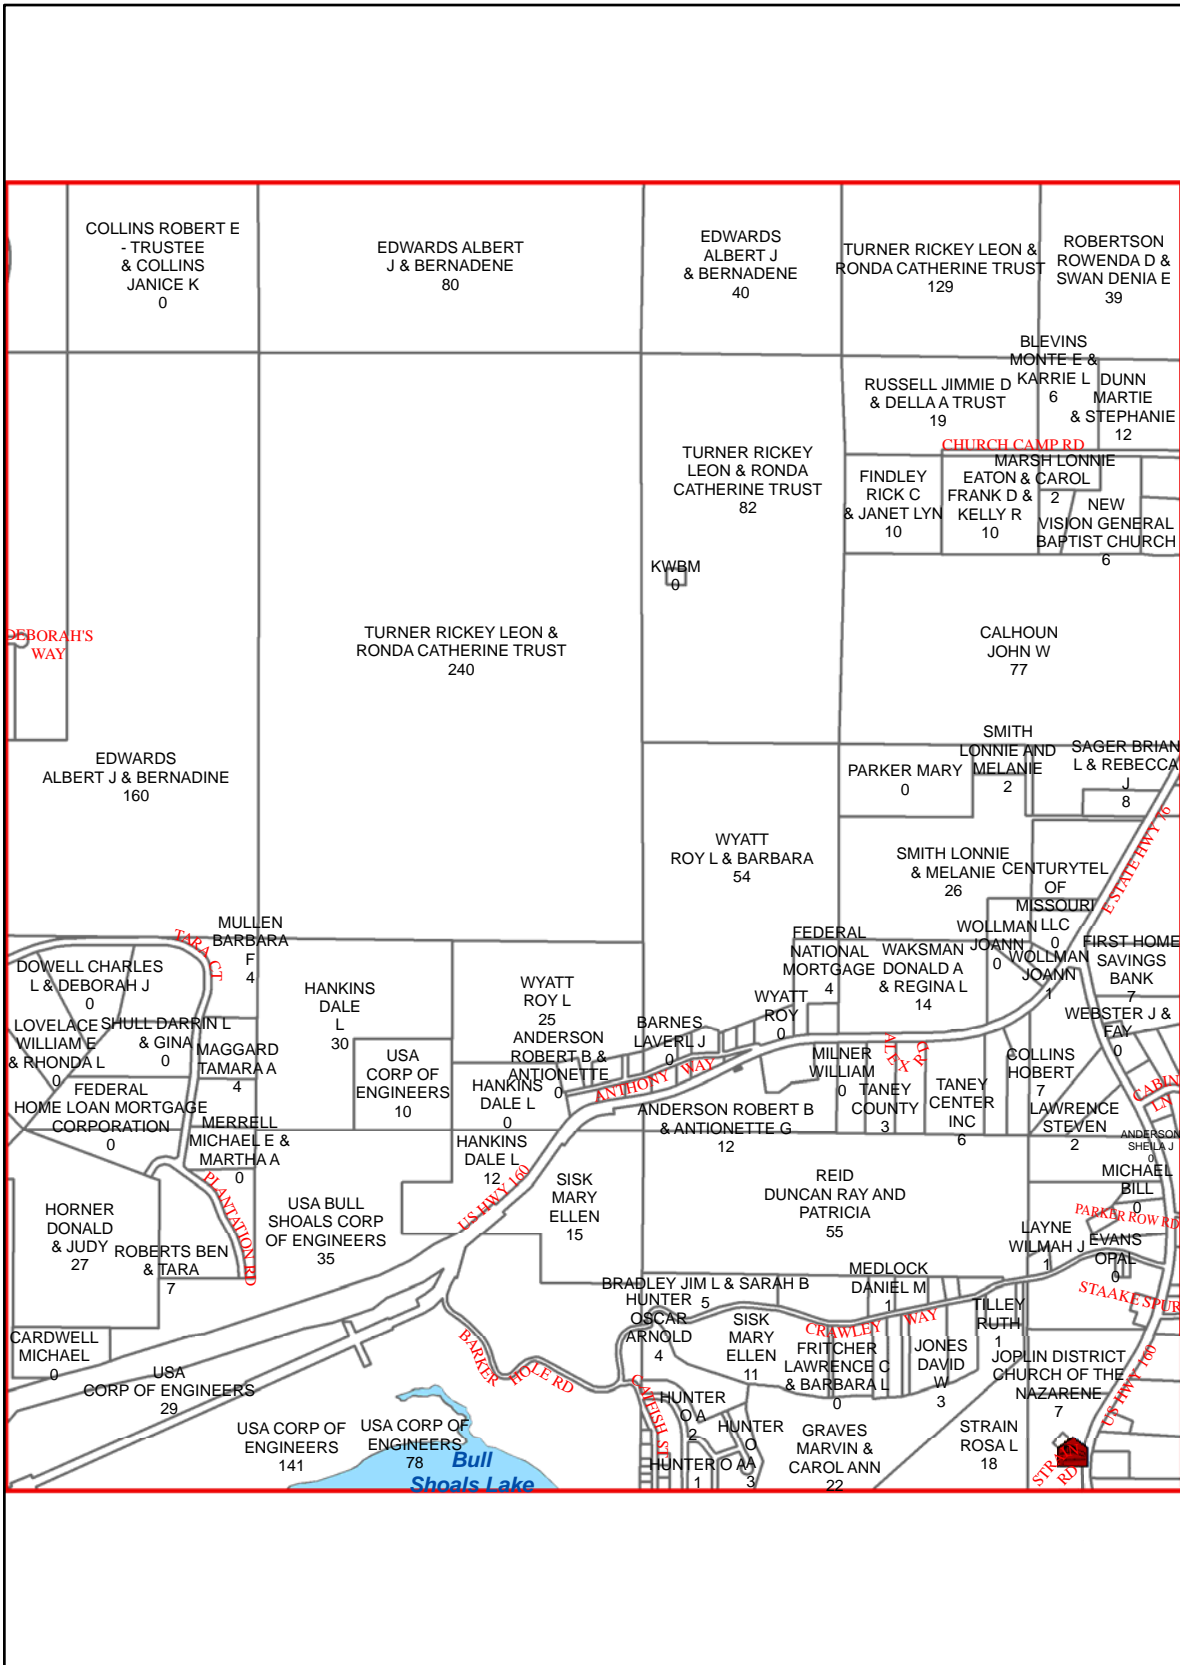 COLLINS ROBERT E
- TRUSTEE
& COLLINS
JANICE K
0
EDWARDS ALBERT
J & BERNADENE
80
EDWARDS
ALBERT J
& BERNADENE
40
TURNER RICKEY LEON &
RONDA CATHERINE TRUST
129
ROBERTSON
ROWENDA D &
SWAN DENIA E
39
BLEVINS
MONTE E &
KARRIE L
6
RUSSELL JIMMIE D
& DELLA A TRUST
19
DUNN
MARTIE
& STEPHANIE
12
CHURCH CAMP RD
TURNER RICKEY
LEON & RONDA
CATHERINE TRUST
82
FINDLEY
RICK C
& JANET LYN
10
EATON
FRANK D &
KELLY R
10
MARSH LONNIE
& CAROL
2
NEW
VISION GENERAL
BAPTIST CHURCH
6
KWBM
0
DEBORAH'S
WAY
TURNER RICKEY LEON &
RONDA CATHERINE TRUST
240
CALHOUN
JOHN W
77
EDWARDS
ALBERT J & BERNADINE
160
PARKER MARY
0
SMITH
LONNIE AND
MELANIE
2
SAGER BRIAN
L & REBECCA
J
8
E STATE HWY 76
WYATT
ROY L & BARBARA
54
SMITH LONNIE
& MELANIE
26
CENTURYTEL
OF
MISSOURI
LLC
0
TARA CT
MULLEN
BARBARA
F
4
FEDERAL
NATIONAL
MORTGAGE
4
WAKSMAN
DONALD A
& REGINA L
14
WOLLMAN
JOANN
0
WOLLMAN
JOANN
1
FIRST HOME
SAVINGS
BANK
7
DOWELL CHARLES
L & DEBORAH J
0
HANKINS
DALE
L
30
WYATT
ROY L
25
WYATT
ROY
0
WEBSTER J &
FAY
0
LOVELACE
WILLIAM E
& RHONDA L
0
SHULL DARRIN L
& GINA
0
MAGGARD
TAMARA A
4
USA
CORP OF
ENGINEERS
10
ANDERSON
ROBERT B &
ANTIONETTE
0
BARNES
LAVERL J
0
ANTHONY WAY
MILNER
WILLIAM
0
ALEX RD
TANEY
COUNTY
3
TANEY
CENTER
INC
6
COLLINS
HOBERT
7
CABIN
LN
FEDERAL
HOME LOAN MORTGAGE
CORPORATION
0
HANKINS
DALE L
0
ANDERSON ROBERT B
& ANTIONETTE G
12
LAWRENCE
STEVEN
2
ANDERSON
SHEILA J
0
MERRELL
MICHAEL E &
MARTHA A
0
HANKINS
DALE L
12
US HWY 160
SISK
MARY
ELLEN
15
REID
DUNCAN RAY AND
PATRICIA
55
MICHAEL
BILL
0
PARKER ROW RD
PLANTATION RD
HORNER
DONALD
& JUDY
27
ROBERTS BEN
& TARA
7
USA BULL
SHOALS CORP
OF ENGINEERS
35
LAYNE
WILMAH J
1
EVANS
OPAL
0
STAAKE SPUR
BRADLEY JIM L & SARAH B
5
MEDLOCK
DANIEL M
1
CRAWLEY WAY
TILLEY
RUTH
1
HUNTER
OSCAR
ARNOLD
4
SISK
MARY
ELLEN
11
FRITCHER
LAWRENCE C
& BARBARA L
0
JONES
DAVID
W
3
JOPLIN DISTRICT
CHURCH OF THE
NAZARENE
7
US HWY 160
CARDWELL
MICHAEL
0
BARKER HOLE RD
CATFISH ST
USA
CORP OF ENGINEERS
29
USA CORP OF
ENGINEERS
141
USA CORP OF
ENGINEERS
78
Bull
Shoals Lake
HUNTER
O A
2
HUNTER
O
A
3
HUNTER O A
1
GRAVES
MARVIN &
CAROL ANN
22
STRAIN
ROSA L
18
RD